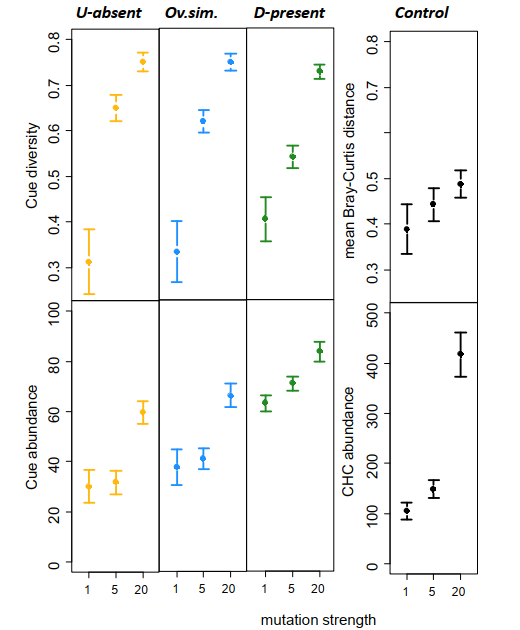 U-absent Ov.sim. D-present Control
Cue diversity
0.3 0.4 0.5 0.6 0.7 0.8
mean Bray-Curtis distance
0.3 0.4 0.5 0.7 0.8
Cue abundance
0 20 40 60 80 100
CHC abundance
0 100 200 300 400 500
1 5 20 1 5 20 1 5 20 1 5 20
mutation strength